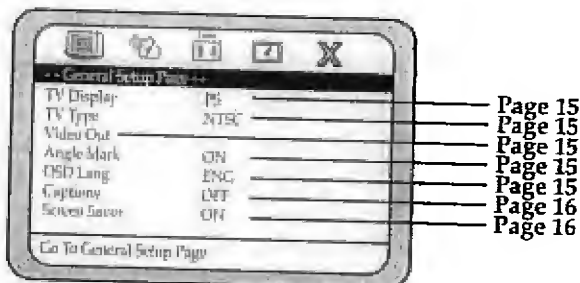 -- General Setup Page --
TV Display PS Page 15
TV Type NTSC Page 15
Video Out Page 15
Angle Mark ON Page 15
OSD Lang ENG Page 15
Captions OFF Page 16
Screen Saver ON Page 16
Go To General Setup Page